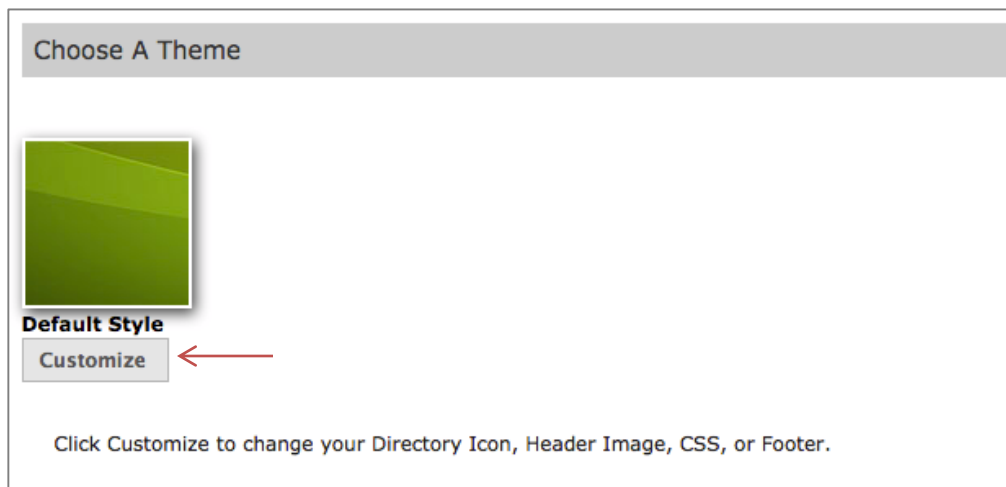 Choose A Theme
Default Style
Customize
Click Customize to change your Directory Icon, Header Image, CSS, or Footer.